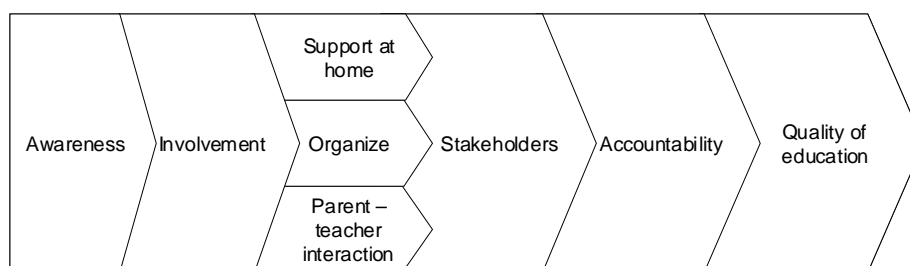 Awareness
Involvement
Support at
home
Organize
Parent –
teacher
interaction
Stakeholders
Accountability
Quality of
education